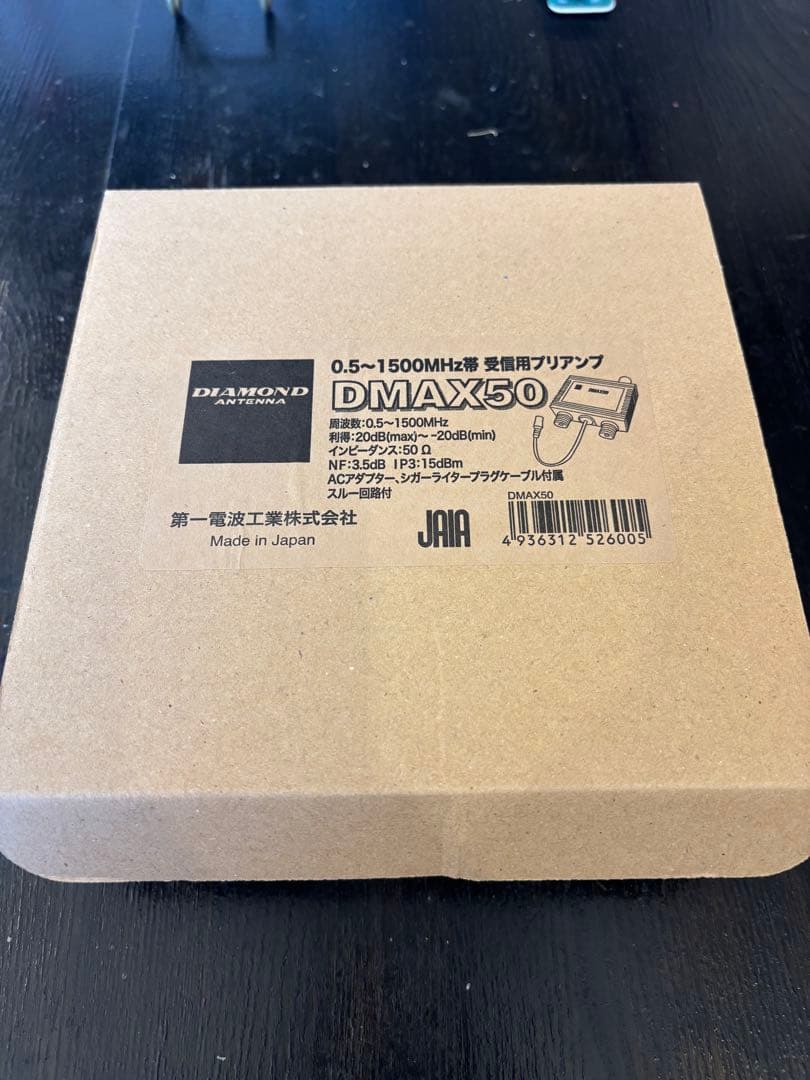 DIAMOND
ANTENNA
0.5～1500MHz帯 受信用プリアンプ
DMAX50
周波数:0.5～1500MHz
利得:20dB(max)～-20dB(min)
インピーダンス:50 Ω
NF:3.5dB IP3:15dBm
ACアダプター、シガーライタープラグケーブル付属
スルー回路付
第一電波工業株式会社
Made in Japan
JAIA
DMAX50
4 936312 526005